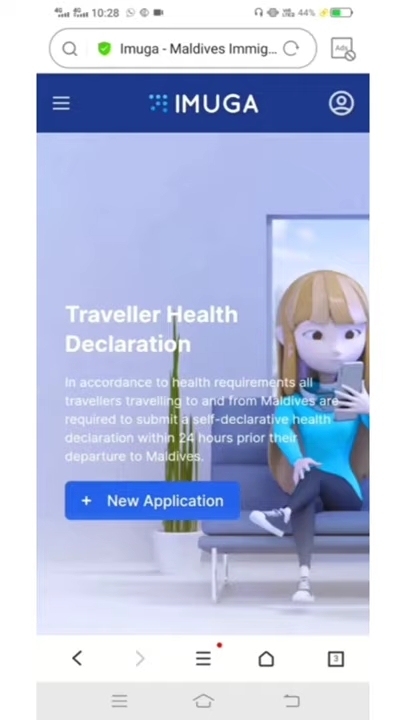 10:28
44%
Imuga - Maldives Immig...
Ads
IMUGA
Traveller Health
Declaration
In accordance to health requirements all
travellers travelling to and from Maldives are
required to submit a self-declarative health
declaration within 24 hours prior their
departure to Maldives.
+ New Application
3